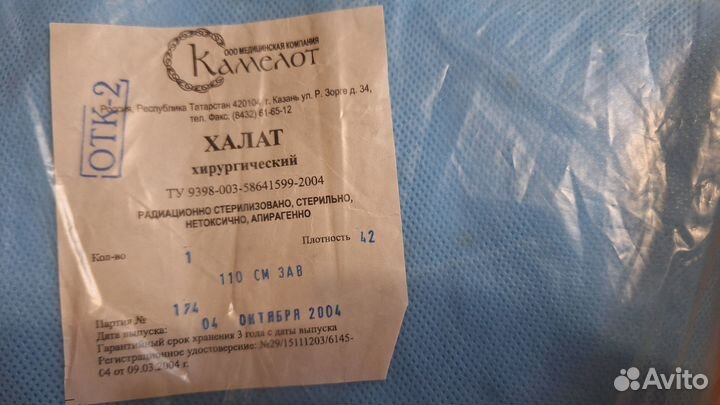 ООО МЕДИЦИНСКАЯ КОМПАНИЯ
Камелот
ОТК-2
Россия, Республика Татарстан 420104, г. Казань ул. Р. Зорге д. 34,
тел. Факс. (8432) 61-65-12
ХАЛАТ
хирургический
ТУ 9398-003-58641599-2004
РАДИАЦИОННО СТЕРИЛИЗОВАНО, СТЕРИЛЬНО,
НЕТОКСИЧНО, АПИРАГЕННО
Кол-во 1 Плотность 42
110 СМ ЗАВ
Партия № 174
Дата выпуска: 04 ОКТЯБРЯ 2004
Гарантийный срок хранения 3 года с даты выпуска
Регистрационное удостоверение: №29/15111203/6145-
04 от 09.03.2004 г.
Avito